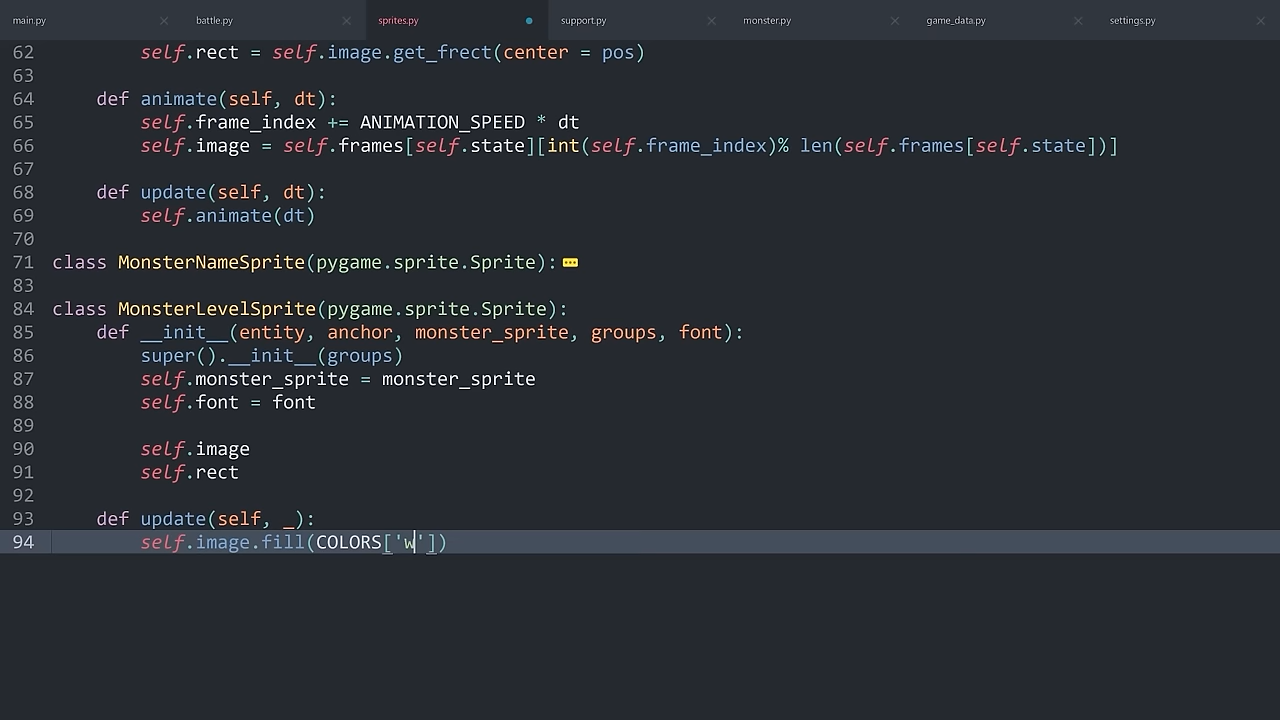 main.py battle.py sprites.py support.py monster.py game_data.py settings.py
62 self.rect = self.image.get_frect(center = pos)
63
64 def animate(self, dt):
65 self.frame_index += ANIMATION_SPEED * dt
66 self.image = self.frames[self.state][int(self.frame_index)% len(self.frames[self.state])]
67
68 def update(self, dt):
69 self.animate(dt)
70
71 class MonsterNameSprite(pygame.sprite.Sprite):
83
84 class MonsterLevelSprite(pygame.sprite.Sprite):
85 def __init__(entity, anchor, monster_sprite, groups, font):
86 super().__init__(groups)
87 self.monster_sprite = monster_sprite
88 self.font = font
89
90 self.image
91 self.rect
92
93 def update(self, _):
94 self.image.fill(COLORS['w'])